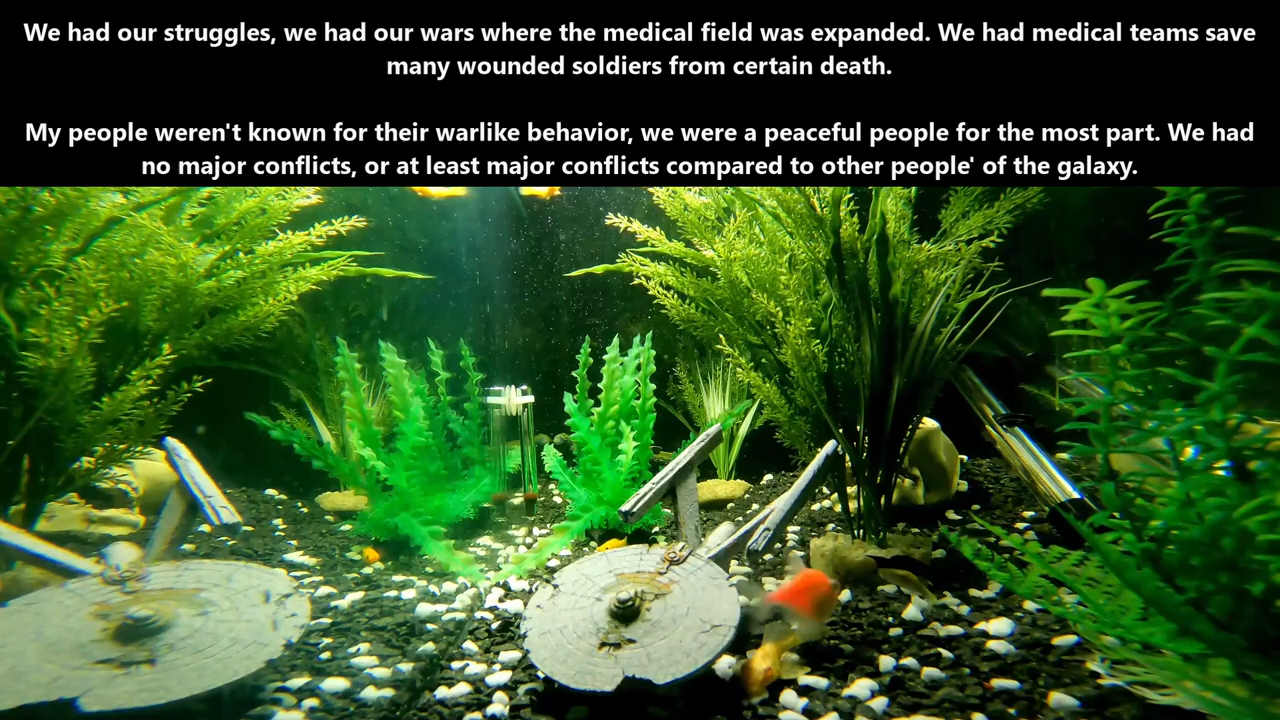 We had our struggles, we had our wars where the medical field was expanded. We had medical teams save
many wounded soldiers from certain death.
My people weren't known for their warlike behavior, we were a peaceful people for the most part. We had
no major conflicts, or at least major conflicts compared to other people' of the galaxy.